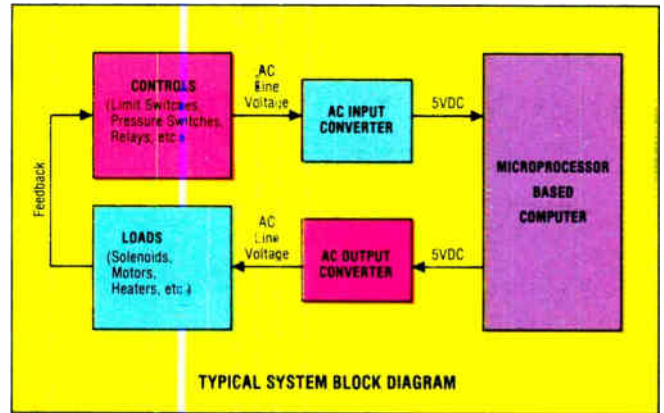 CONTROLS
(Limit Switches,
Pressure Switches,
Relays, etc.)
AC
Line
Voltage
AC INPUT
CONVERTER
5VDC
MICROPROCESSOR
BASED
COMPUTER
Feedback
LOADS
(Solenoids,
Motors,
Heaters, etc.)
AC
Line
Voltage
AC OUTPUT
CONVERTER
5VDC
TYPICAL SYSTEM BLOCK DIAGRAM